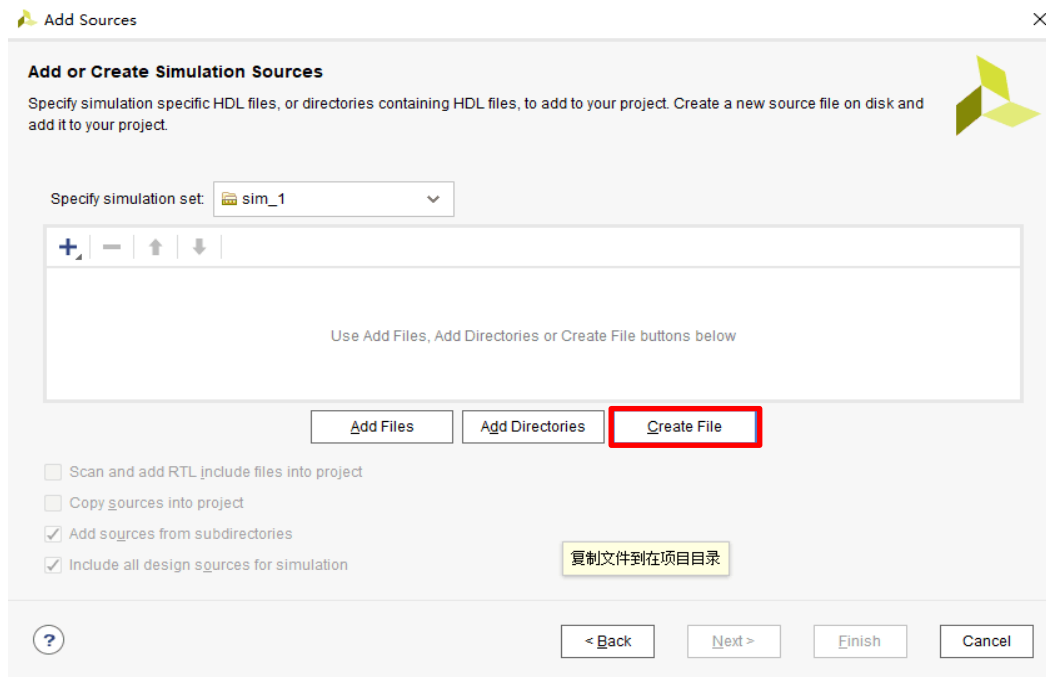 Add Sources
Add or Create Simulation Sources
Specify simulation specific HDL files, or directories containing HDL files, to add to your project. Create a new source file on disk and
add it to your project.
Specify simulation set: sim_1
Use Add Files, Add Directories or Create File buttons below
Add Files Add Directories Create File
Scan and add RTL include files into project
Copy sources into project
Add sources from subdirectories
Include all design sources for simulation
复制文件到在项目目录
? < Back Next > Finish Cancel